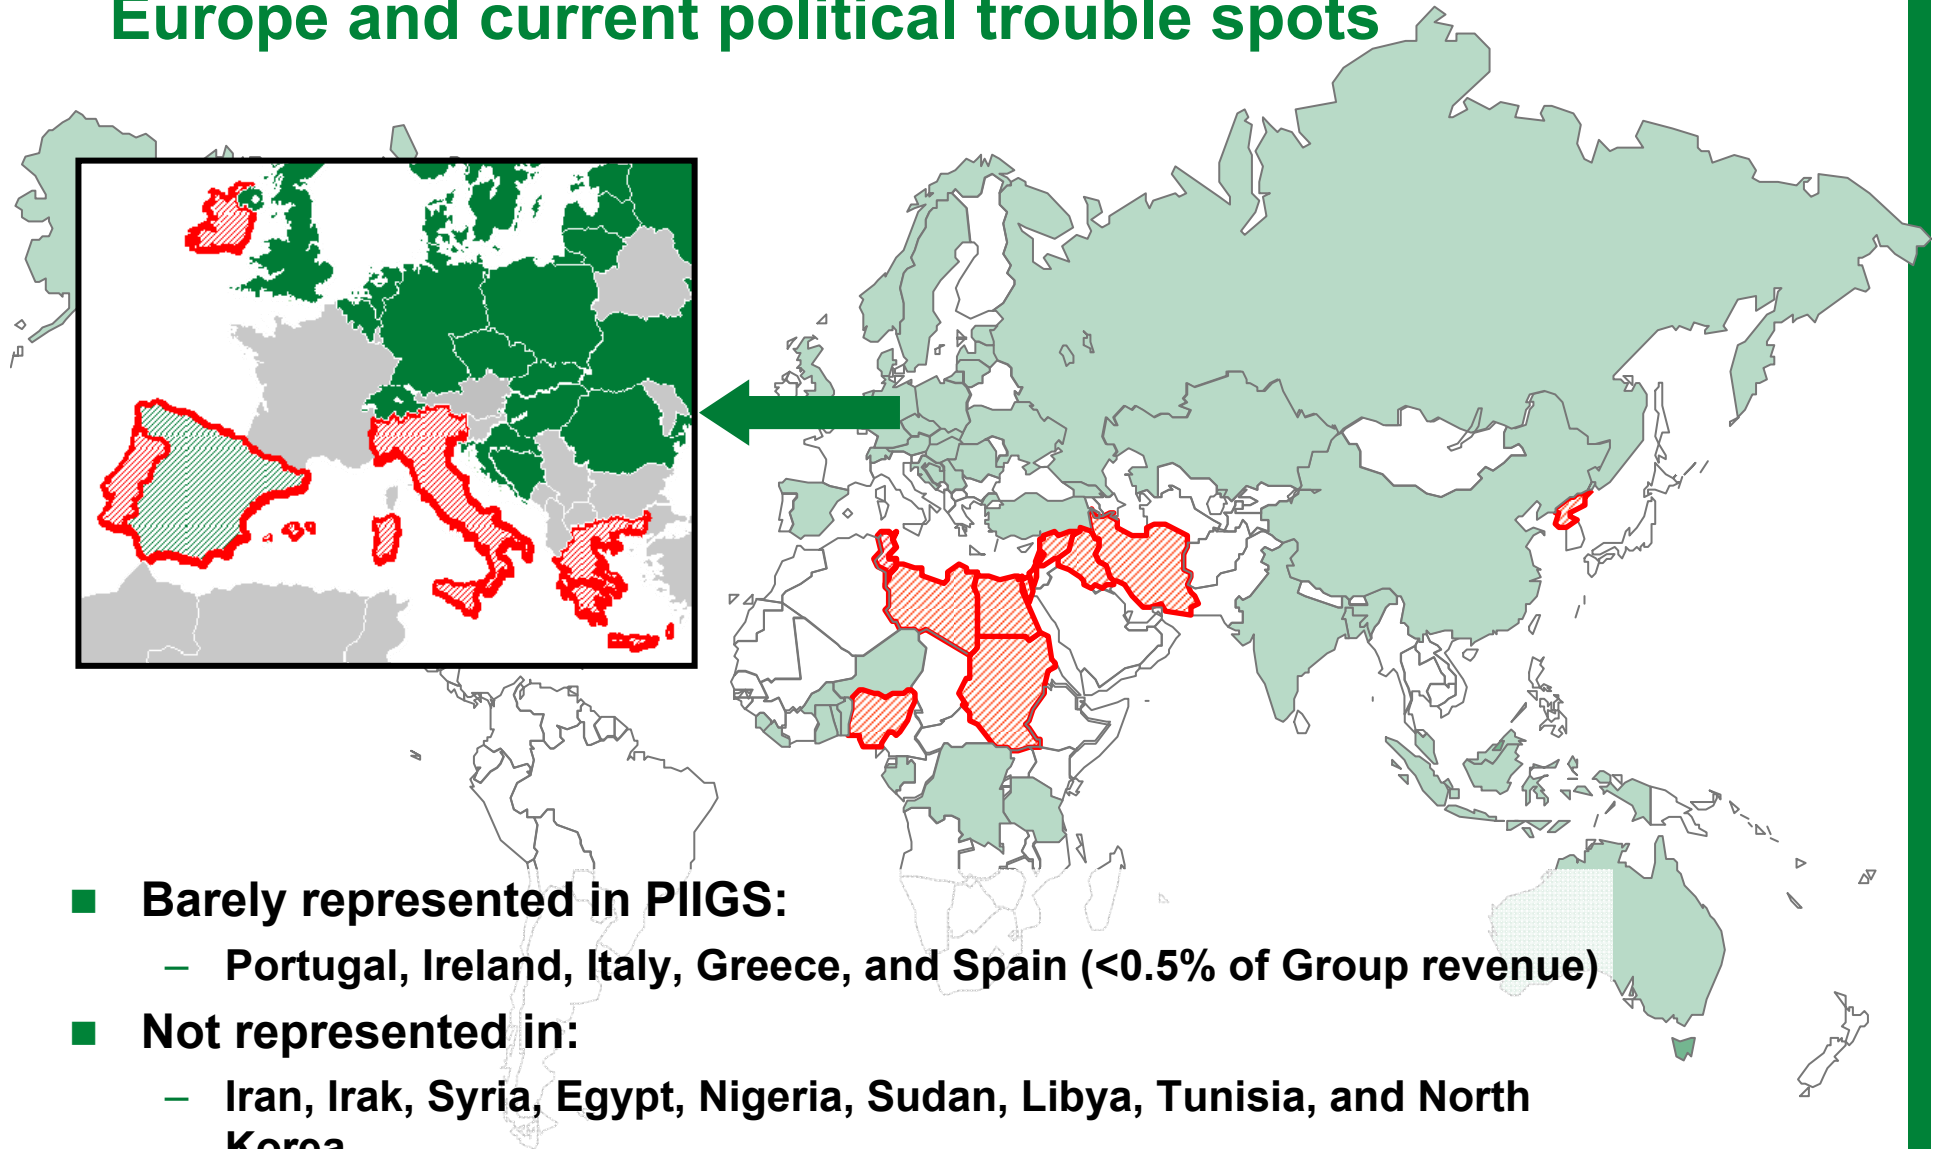 Europe and current political trouble spots
■ Barely represented in PIIGS:
– Portugal, Ireland, Italy, Greece, and Spain (<0.5% of Group revenue)
■ Not represented in:
– Iran, Irak, Syria, Egypt, Nigeria, Sudan, Libya, Tunisia, and North
Korea